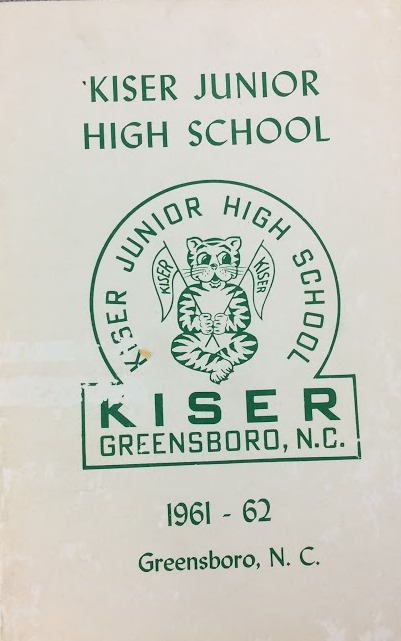 KISER JUNIOR
HIGH SCHOOL
KISER JUNIOR HIGH SCHOOL
KISER
KISER
KISER
GREENSBORO, N.C.
1961 - 62
Greensboro, N. C.